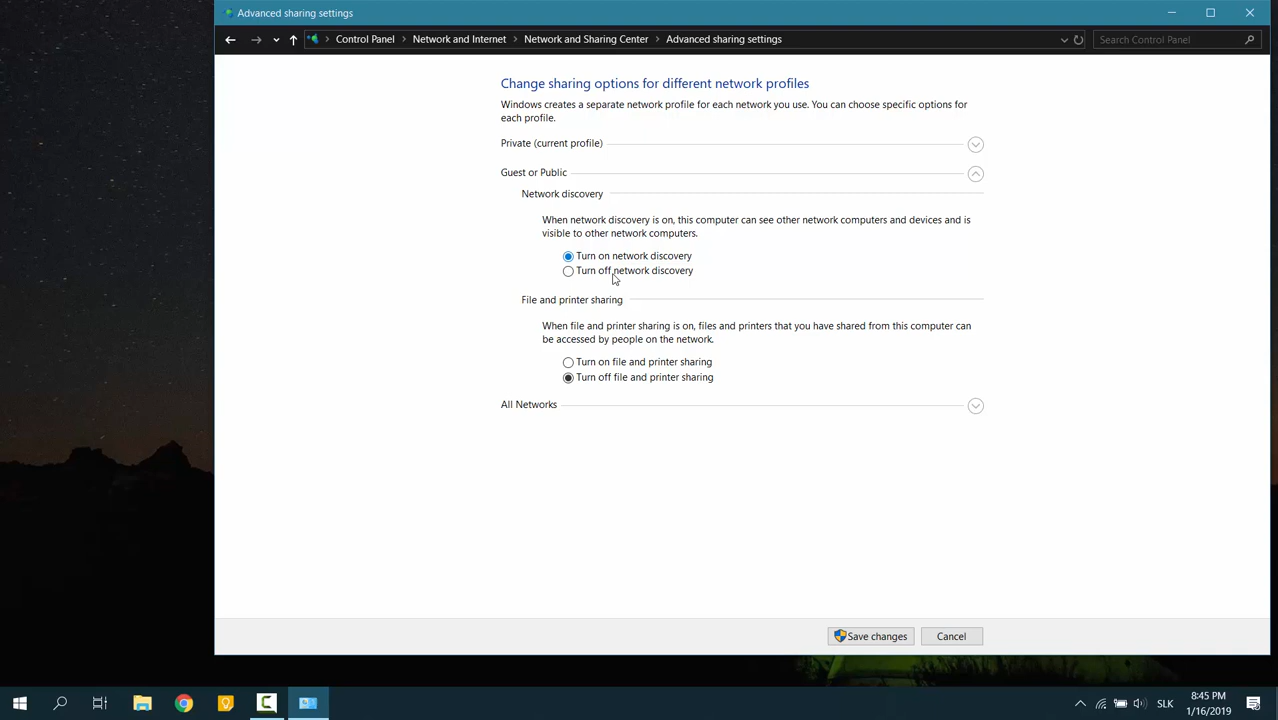 Advanced sharing settings
Control Panel > Network and Internet > Network and Sharing Center > Advanced sharing settings
Search Control Panel
Change sharing options for different network profiles
Windows creates a separate network profile for each network you use. You can choose specific options for
each profile.
Private (current profile)
Guest or Public
Network discovery
When network discovery is on, this computer can see other network computers and devices and is
visible to other network computers.
Turn on network discovery
Turn off network discovery
File and printer sharing
When file and printer sharing is on, files and printers that you have shared from this computer can
be accessed by people on the network.
Turn on file and printer sharing
Turn off file and printer sharing
All Networks
Save changes
Cancel
SLK
8:45 PM
1/16/2019